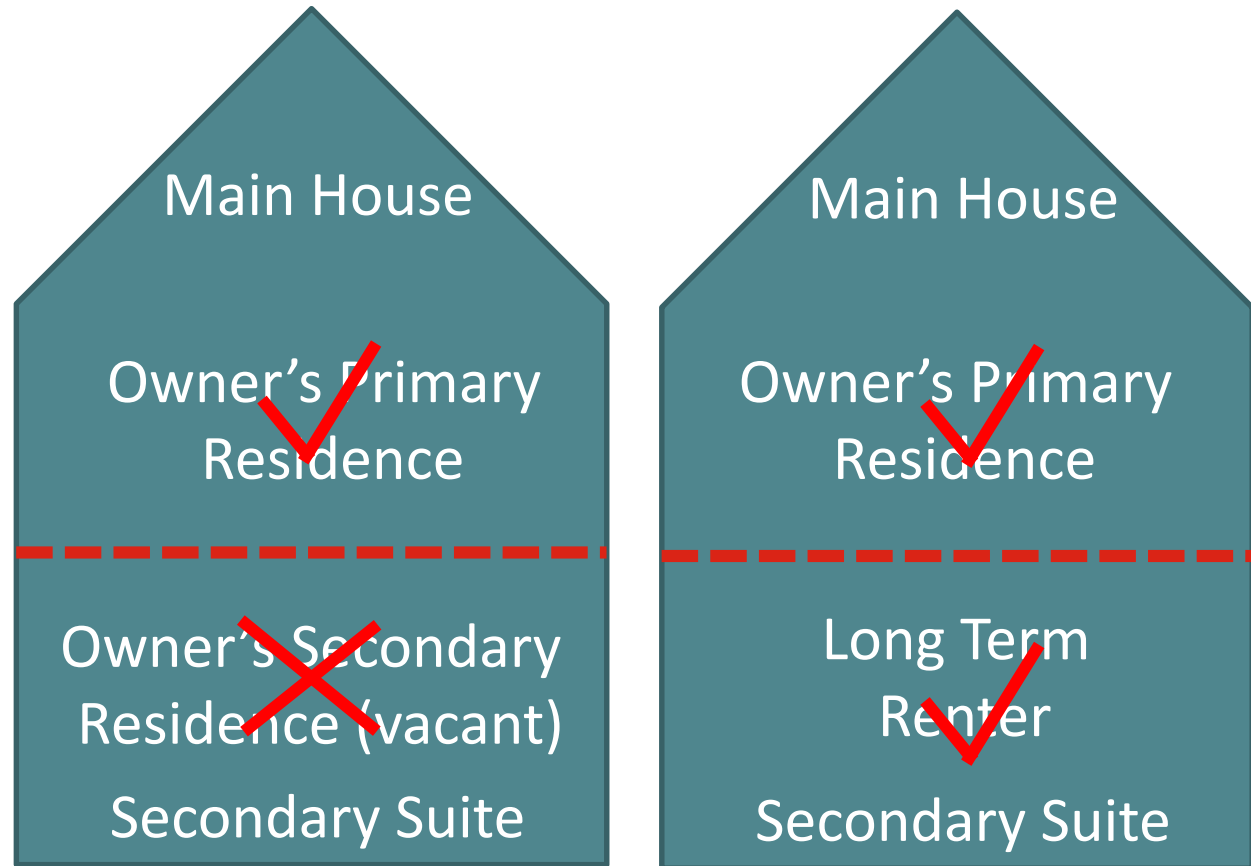 Main House
Owner’s Primary
Residence
Owner’s Secondary
Residence (vacant)
Secondary Suite
Main House
Owner’s Primary
Residence
Long Term
Renter
Secondary Suite